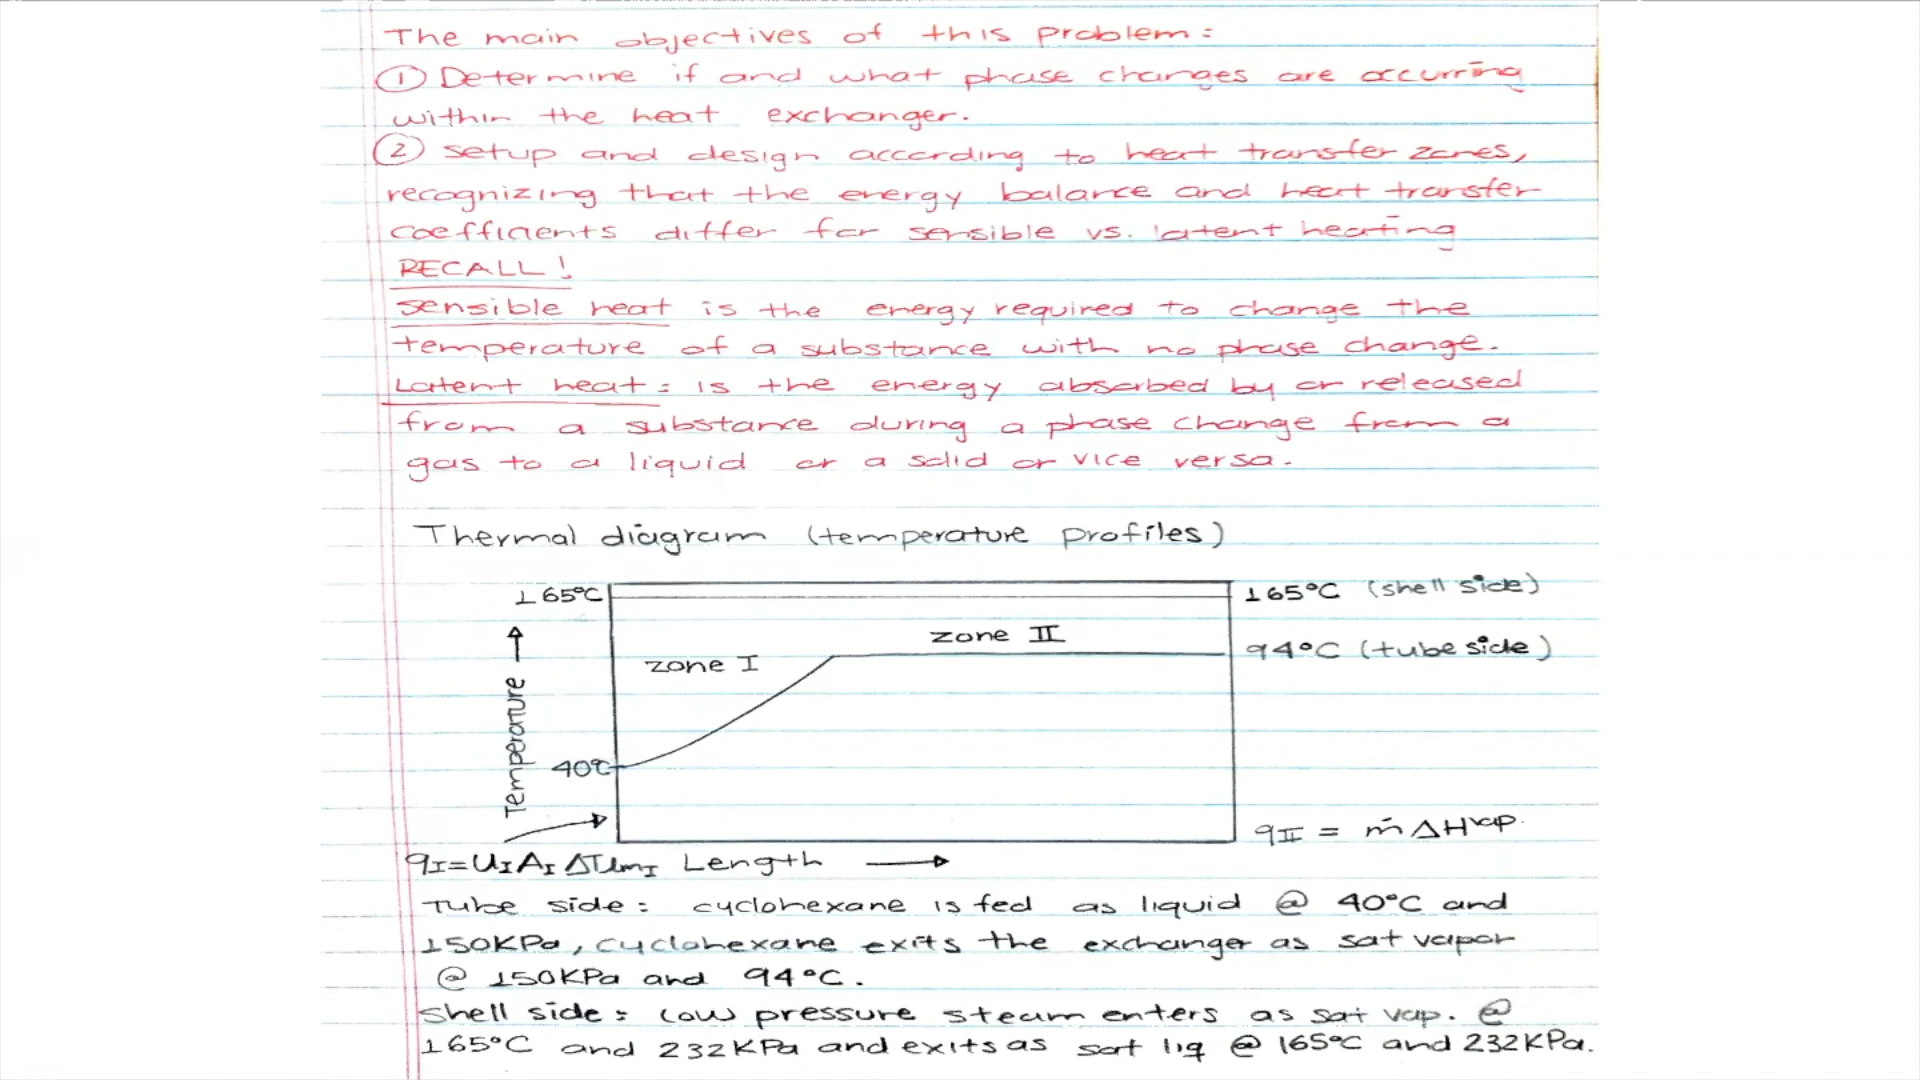 The main objectives of this problem:
① Determine if and what phase changes are occurring
within the heat exchanger.
② setup and design according to heat transfer zones,
recognizing that the energy balance and heat transfer
coefficients differ for sensible vs. latent heating
RECALL!
sensible heat is the energy required to change the
temperature of a substance with no phase change.
Latent heat: is the energy absorbed by or released
from a substance during a phase change from a
gas to a liquid or a solid or vice versa.
Thermal diagram (temperature profiles)
165°C
165°C (shell side)
zone II
94°C (tube side)
zone I
Temperature
40°C
qII = ṁ ΔHvap.
qI = UI AI ΔTlmI Length
Tube side: cyclohexane is fed as liquid @ 40°C and
150KPa, cyclohexane exits the exchanger as sat vapor
@ 150KPa and 94°C.
Shell side: Low pressure steam enters as sat vap. @
165°C and 232KPa and exits as sat liq @ 165°C and 232KPa.